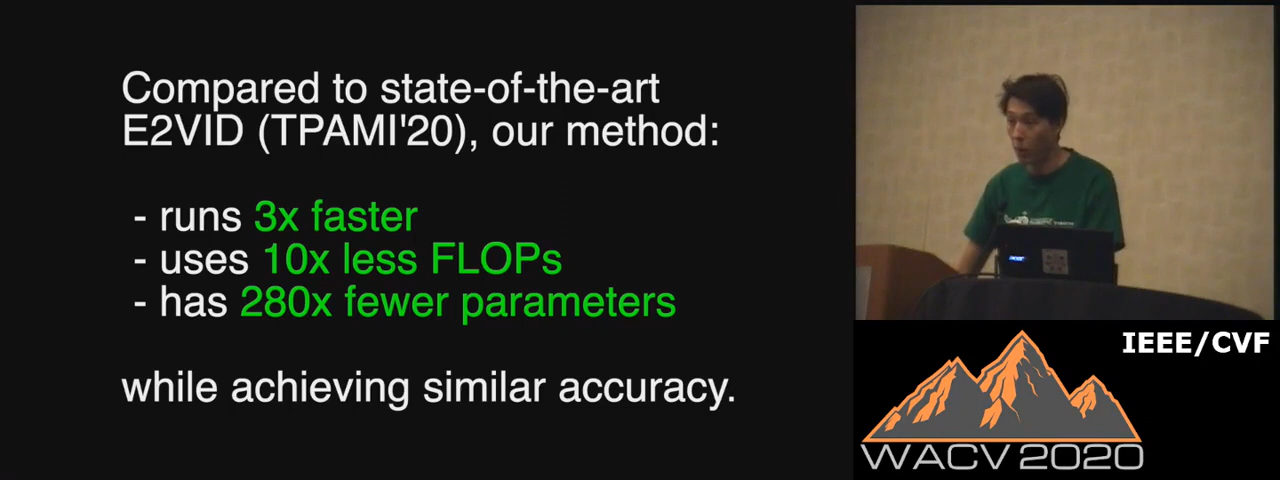 Compared to state-of-the-art
E2VID (TPAMI'20), our method:
- runs 3x faster
- uses 10x less FLOPs
- has 280x fewer parameters
while achieving similar accuracy.
acer
IEEE/CVF
WACV 2020